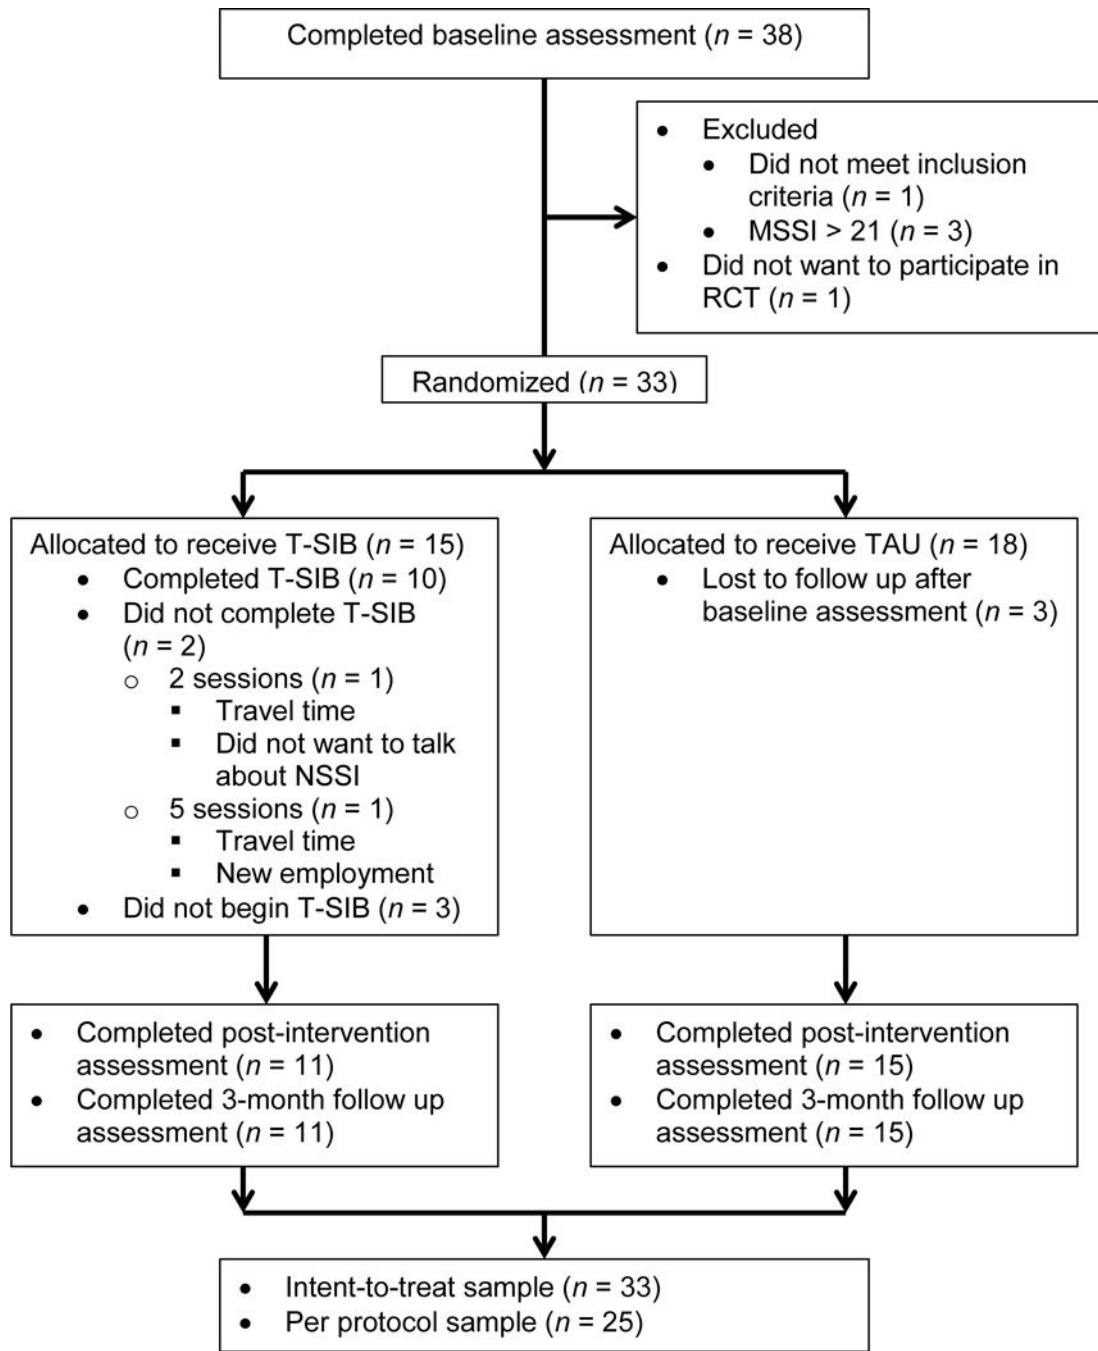 Completed baseline assessment (n = 38)
• Excluded
• Did not meet inclusion
criteria (n = 1)
• MSSI > 21 (n = 3)
• Did not want to participate in
RCT (n = 1)
Randomized (n = 33)
Allocated to receive T-SIB (n = 15)
• Completed T-SIB (n = 10)
• Did not complete T-SIB
(n = 2)
o 2 sessions (n = 1)
▪ Travel time
▪ Did not want to talk
about NSSI
o 5 sessions (n = 1)
▪ Travel time
▪ New employment
• Did not begin T-SIB (n = 3)
Allocated to receive TAU (n = 18)
• Lost to follow up after
baseline assessment (n = 3)
• Completed post-intervention
assessment (n = 11)
• Completed 3-month follow up
assessment (n = 11)
• Completed post-intervention
assessment (n = 15)
• Completed 3-month follow up
assessment (n = 15)
• Intent-to-treat sample (n = 33)
• Per protocol sample (n = 25)